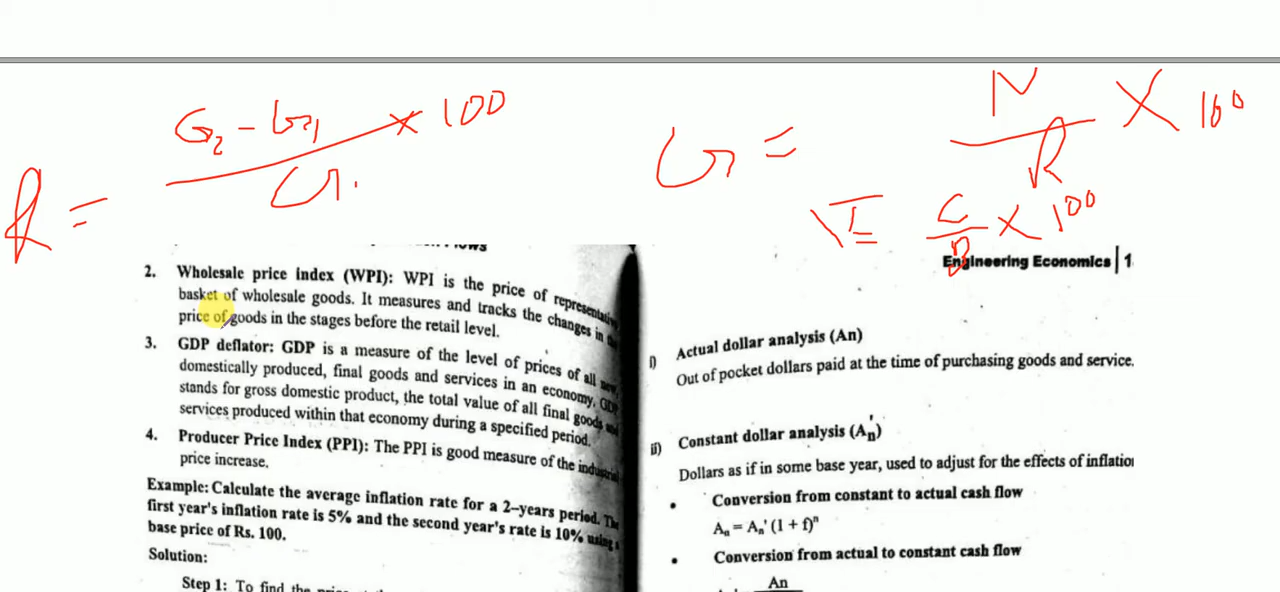 R = G2 - G1 × 100
G1
G = N × 100
R
VI = C × 100
B
2. Wholesale price index (WPI): WPI is the price of representative
basket of wholesale goods. It measures and tracks the changes in the
price of goods in the stages before the retail level.
3. GDP deflator: GDP is a measure of the level of prices of all new,
domestically produced, final goods and services in an economy, GDP
stands for gross domestic product, the total value of all final goods and
services produced within that economy during a specified period.
4. Producer Price Index (PPI): The PPI is good measure of the industrial
price increase.
Example: Calculate the average inflation rate for a 2-years period. The
first year's inflation rate is 5% and the second year's rate is 10% using a
base price of Rs. 100.
Solution:
Step 1: To find the
Engineering Economics | 1
i) Actual dollar analysis (An)
Out of pocket dollars paid at the time of purchasing goods and service.
ii) Constant dollar analysis (An')
Dollars as if in some base year, used to adjust for the effects of
• Conversion from constant to actual cash flow
An = An' (1 + f)^n
• Conversion from actual to constant cash flow
An